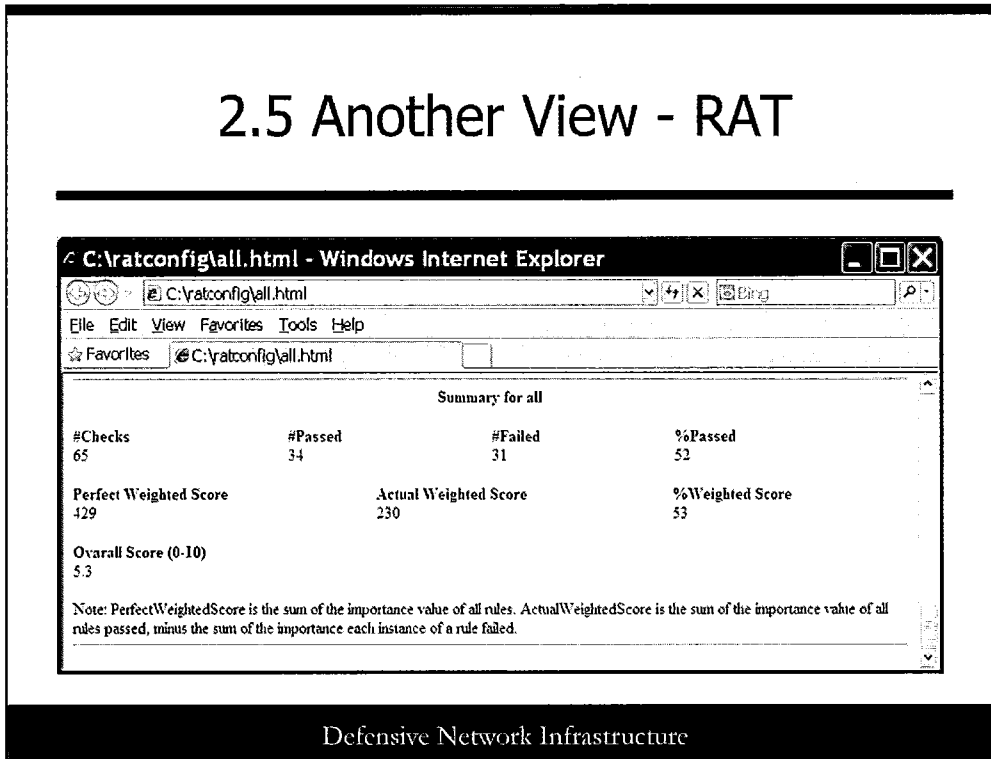 2.5 Another View - RAT
C:\ratconfig\all.html - Windows Internet Explorer
C:\ratconfig\all.html
Bing
File Edit View Favorites Tools Help
Favorites C:\ratconfig\all.html
Summary for all
#Checks #Passed #Failed %Passed
65 34 31 52
Perfect Weighted Score Actual Weighted Score %Weighted Score
429 230 53
Ovarall Score (0-10)
5.3
Note: PerfectWeightedScore is the sum of the importance value of all rules. ActualWeightedScore is the sum of the importance value of all
rules passed, minus the sum of the importance each instance of a rule failed.
Defensive Network Infrastructure